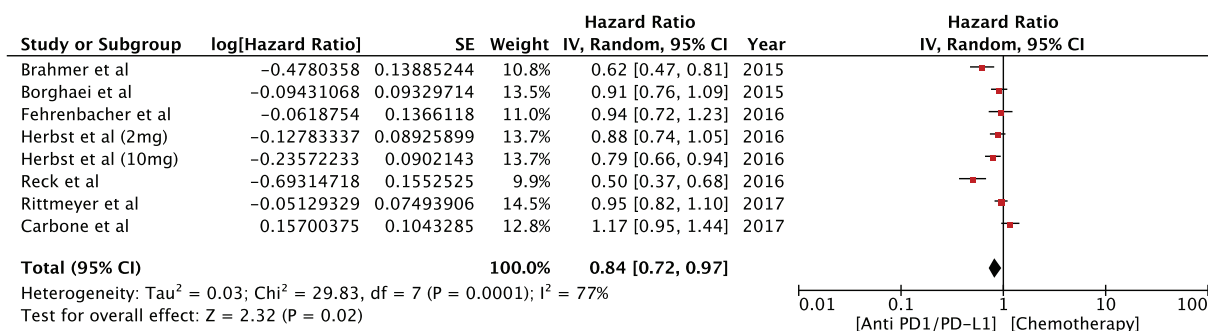 Hazard Ratio Hazard Ratio
Study or Subgroup log[Hazard Ratio] SE Weight IV, Random, 95% CI Year IV, Random, 95% CI
Brahmer et al −0.4780358 0.13885244 10.8% 0.62 [0.47, 0.81] 2015
Borghaei et al −0.09431068 0.09329714 13.5% 0.91 [0.76, 1.09] 2015
Fehrenbacher et al −0.0618754 0.1366118 11.0% 0.94 [0.72, 1.23] 2016
Herbst et al (2mg) −0.12783337 0.08925899 13.7% 0.88 [0.74, 1.05] 2016
Herbst et al (10mg) −0.23572233 0.0902143 13.7% 0.79 [0.66, 0.94] 2016
Reck et al −0.69314718 0.1552525 9.9% 0.50 [0.37, 0.68] 2016
Rittmeyer et al −0.05129329 0.07493906 14.5% 0.95 [0.82, 1.10] 2017
Carbone et al 0.15700375 0.1043285 12.8% 1.17 [0.95, 1.44] 2017
Total (95% CI) 100.0% 0.84 [0.72, 0.97]
Heterogeneity: Tau² = 0.03; Chi² = 29.83, df = 7 (P = 0.0001); I² = 77%
Test for overall effect: Z = 2.32 (P = 0.02)
0.01 0.1 1 10 100
[Anti PD1/PD-L1] [Chemotherapy]